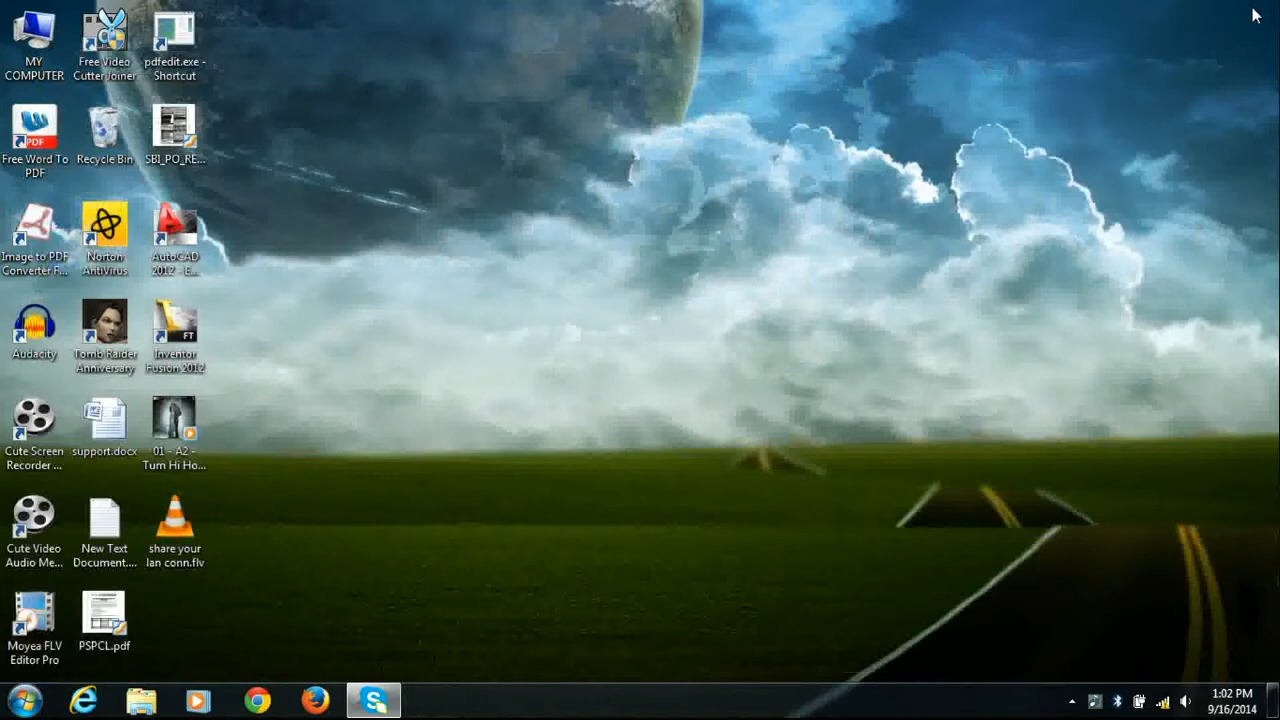 MY
COMPUTER
Free Video
Cutter Joiner
pdfedit.exe -
Shortcut
PDF
Free Word To
PDF
Recycle Bin
SBI_PO_RE...
Image to PDF
Converter F...
Norton
AntiVirus
AutoCAD
2012 - E...
Audacity
Tomb Raider
Anniversary
FT
Inventor
Fusion 2012
Cute Screen
Recorder ...
support.docx
01 - A2 -
Tum Hi Ho...
Cute Video
Audio Me...
New Text
Document....
share your
lan conn.flv
Moyea FLV
Editor Pro
PSPCL.pdf
1:02 PM
9/16/2014